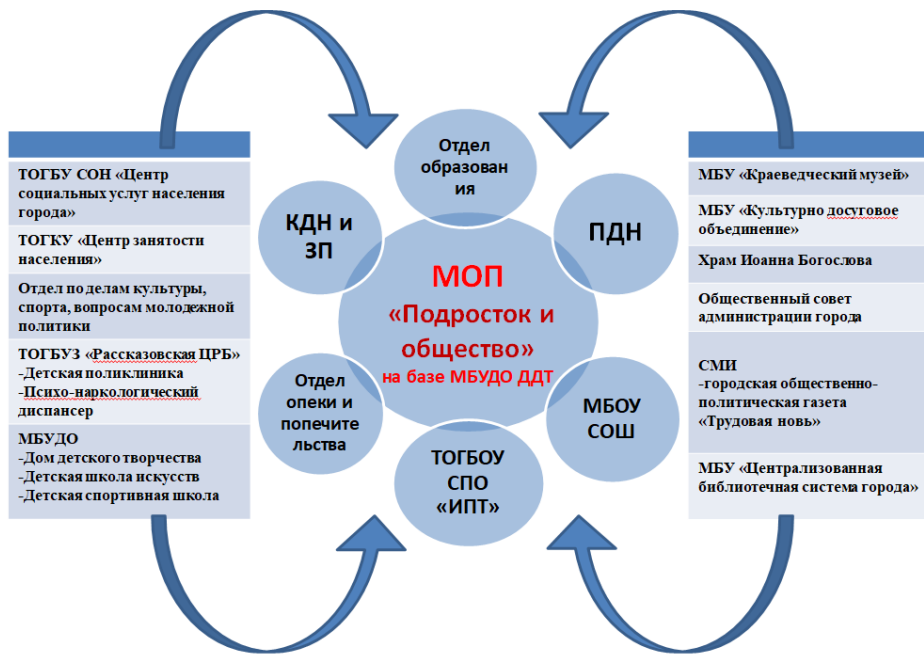 ТОГБУ СОН «Центр
социальных услуг населения
города»
ТОГКУ «Центр занятости
населения»
Отдел по делам культуры,
спорта, вопросам молодежной
политики
ТОГБУЗ «Рассказовская ЦРБ»
-Детская поликлиника
-Психо-наркологический
диспансер
МБУДО
-Дом детского творчества
-Детская школа искусств
-Детская спортивная школа
Отдел
образован
ия
КДН и
ЗП
ПДН
МОП
«Подросток и
общество»
на базе МБУДО ДДТ
Отдел
опеки и
попечите
льства
МБОУ
СОШ
ТОГБОУ
СПО
«ИПТ»
МБУ «Краеведческий музей»
МБУ «Культурно досуговое
объединение»
Храм Иоанна Богослова
Общественный совет
администрации города
СМИ
-городская общественно-
политическая газета
«Трудовая новь»
МБУ «Централизованная
библиотечная система города»